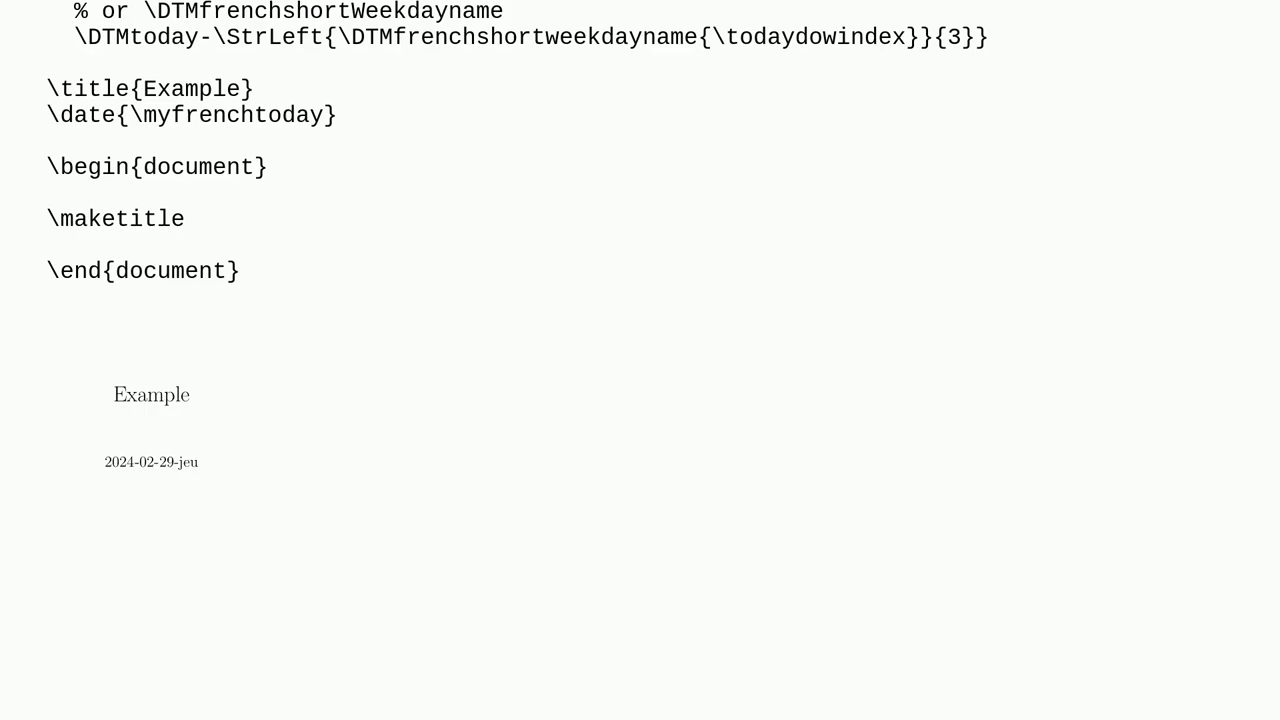 % or \DTMfrenchshortWeekdayname
\DTMtoday-\StrLeft{\DTMfrenchshortweekdayname{\todaydowindex}}{3}}
\title{Example}
\date{\myfrenchtoday}
\begin{document}
\maketitle
\end{document}
Example
2024-02-29-jeu